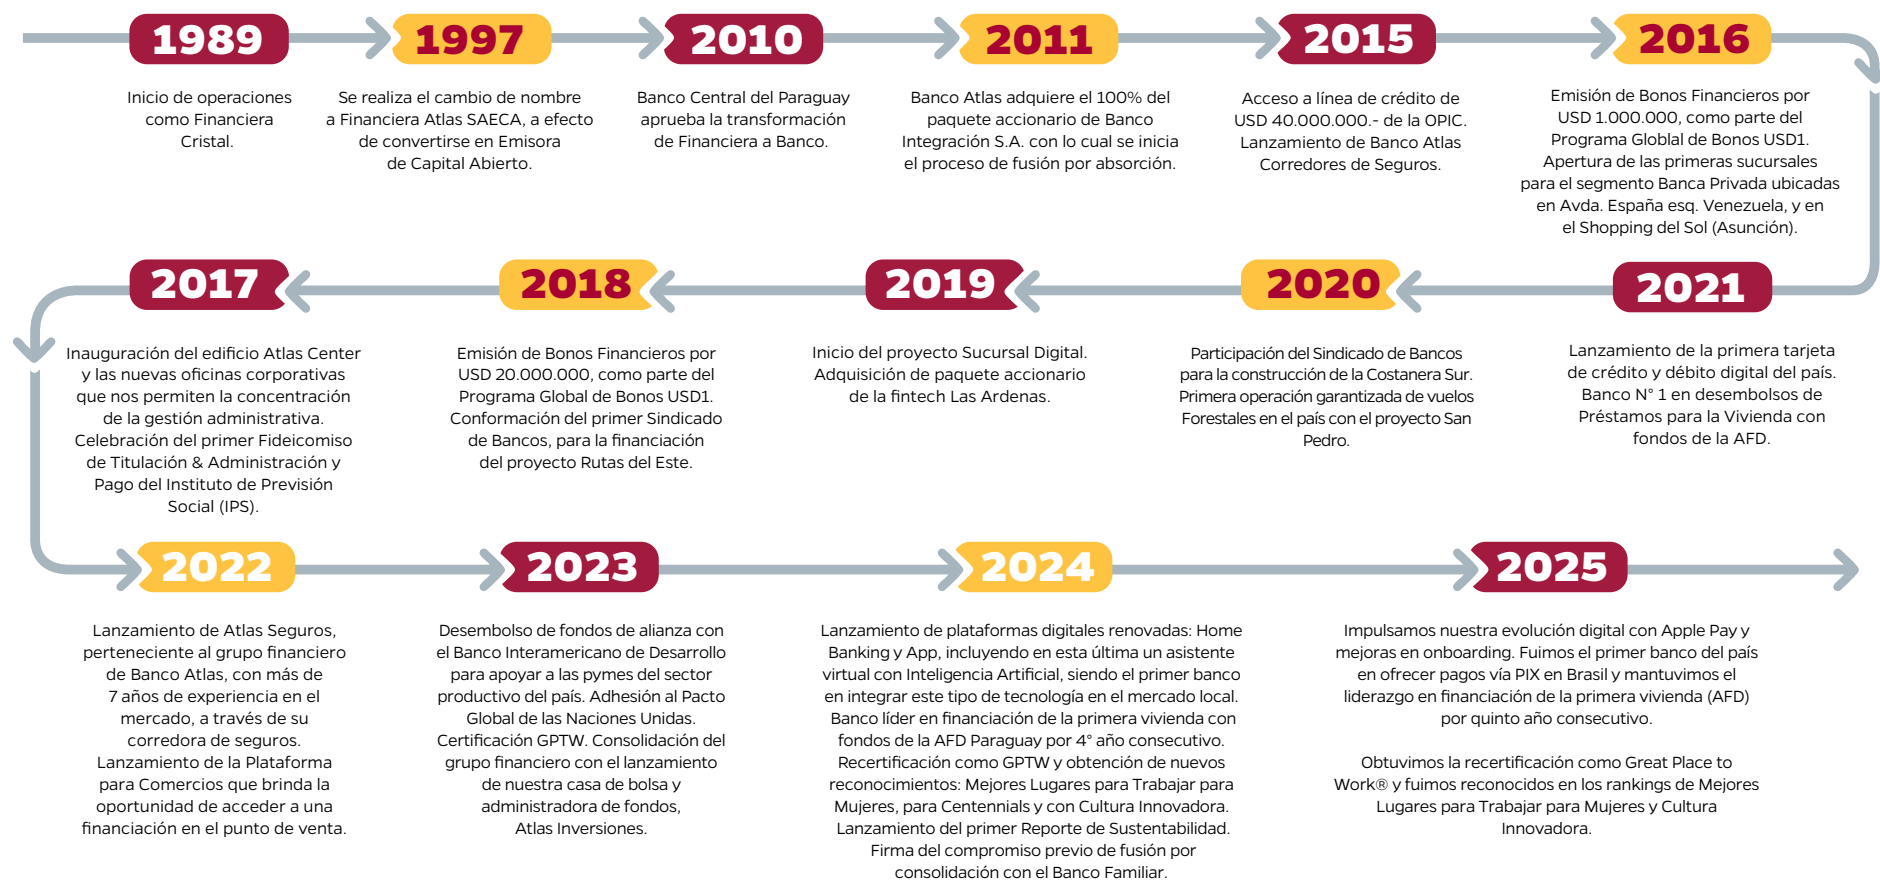 1989
Inicio de operaciones
como Financiera
Cristal.
1997
Se realiza el cambio de nombre
a Financiera Atlas SAECA, a efecto
de convertirse en Emisora
de Capital Abierto.
2010
Banco Central del Paraguay
aprueba la transformación
de Financiera a Banco.
2011
Banco Atlas adquiere el 100% del
paquete accionario de Banco
Integración S.A. con lo cual se inicia
el proceso de fusión por absorción.
2015
Acceso a línea de crédito de
USD 40.000.000.- de la OPIC.
Lanzamiento de Banco Atlas
Corredores de Seguros.
2016
Emisión de Bonos Financieros por
USD 1.000.000, como parte del
Programa Globlal de Bonos USD1.
Apertura de las primeras sucursales
para el segmento Banca Privada ubicadas
en Avda. España esq. Venezuela, y en
el Shopping del Sol (Asunción).
2017
Inauguración del edificio Atlas Center
y las nuevas oficinas corporativas
que nos permiten la concentración
de la gestión administrativa.
Celebración del primer Fideicomiso
de Titulación & Administración y
Pago del Instituto de Previsión
Social (IPS).
2018
Emisión de Bonos Financieros por
USD 20.000.000, como parte del
Programa Global de Bonos USD1.
Conformación del primer Sindicado
de Bancos, para la financiación
del proyecto Rutas del Este.
2019
Inicio del proyecto Sucursal Digital.
Adquisición de paquete accionario
de la fintech Las Ardenas.
2020
Participación del Sindicado de Bancos
para la construcción de la Costanera Sur.
Primera operación garantizada de vuelos
Forestales en el país con el proyecto San
Pedro.
2021
Lanzamiento de la primera tarjeta
de crédito y débito digital del país.
Banco N° 1 en desembolsos de
Préstamos para la Vivienda con
fondos de la AFD.
2022
Lanzamiento de Atlas Seguros,
perteneciente al grupo financiero
de Banco Atlas, con más de
7 años de experiencia en el
mercado, a través de su
corredora de seguros.
Lanzamiento de la Plataforma
para Comercios que brinda la
oportunidad de acceder a una
financiación en el punto de venta.
2023
Desembolso de fondos de alianza con
el Banco Interamericano de Desarrollo
para apoyar a las pymes del sector
productivo del país. Adhesión al Pacto
Global de las Naciones Unidas.
Certificación GPTW. Consolidación del
grupo financiero con el lanzamiento
de nuestra casa de bolsa y
administradora de fondos,
Atlas Inversiones.
2024
Lanzamiento de plataformas digitales renovadas: Home
Banking y App, incluyendo en esta última un asistente
virtual con Inteligencia Artificial, siendo el primer banco
en integrar este tipo de tecnología en el mercado local.
Banco líder en financiación de la primera vivienda con
fondos de la AFD Paraguay por 4° año consecutivo.
Recertificación como GPTW y obtención de nuevos
reconocimientos: Mejores Lugares para Trabajar para
Mujeres, para Centennials y con Cultura Innovadora.
Lanzamiento del primer Reporte de Sustentabilidad.
Firma del compromiso previo de fusión por
consolidación con el Banco Familiar.
2025
Impulsamos nuestra evolución digital con Apple Pay y
mejoras en onboarding. Fuimos el primer banco del país
en ofrecer pagos vía PIX en Brasil y mantuvimos el
liderazgo en financiación de la primera vivienda (AFD)
por quinto año consecutivo.
Obtuvimos la recertificación como Great Place to
Work® y fuimos reconocidos en los rankings de Mejores
Lugares para Trabajar para Mujeres y Cultura
Innovadora.